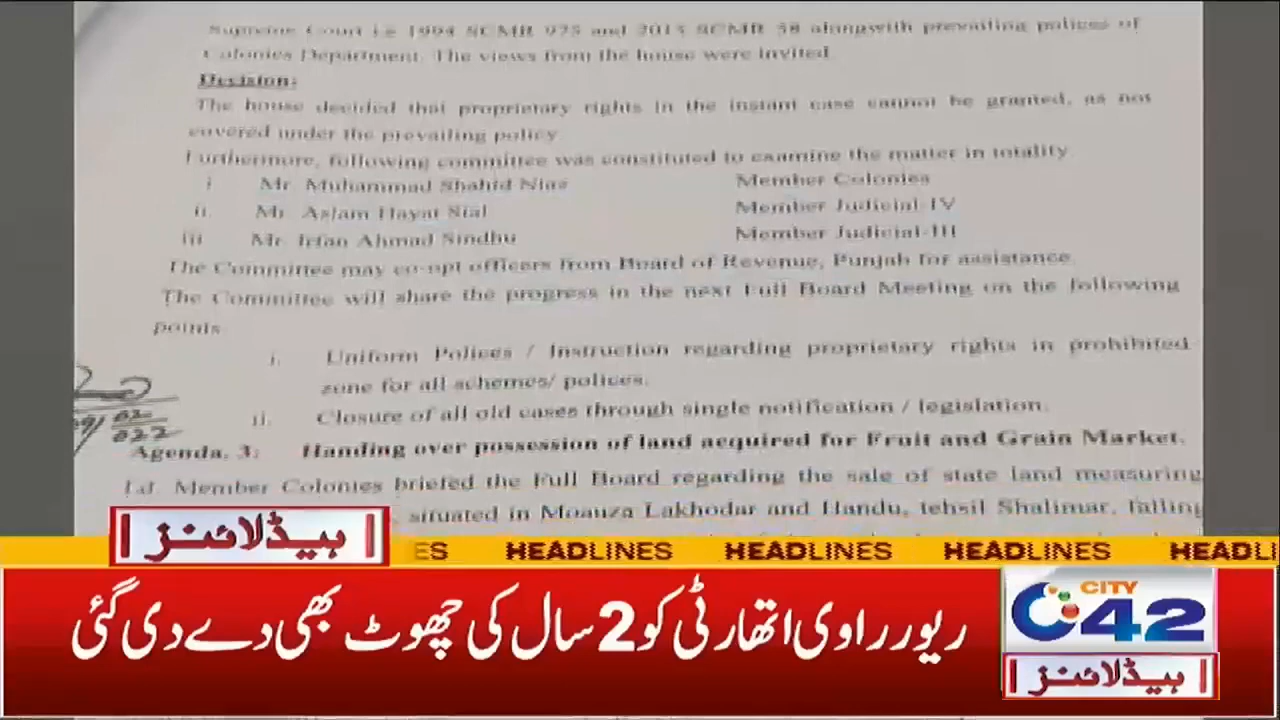 Supreme Court i.e 1994 SCMR 975 and 2015 SCMR 58 alongwith prevailing polices of
Colonies Department. The views from the house were invited.
Decision:
The house decided that proprietary rights in the instant case cannot be granted, as not
covered under the prevailing policy.
Furthermore, following committee was constituted to examine the matter in totality.
i. Mr. Muhammad Shahid Niaz Member Colonies
ii. Mr. Aslam Hayat Sial Member Judicial-IV
iii. Mr. Irfan Ahmad Sindhu Member Judicial-III
The Committee may co-opt officers from Board of Revenue, Punjab for assistance.
The Committee will share the progress in the next Full Board Meeting on the following
points.
i. Uniform Polices / Instruction regarding proprietary rights in prohibited
zone for all schemes/ polices.
ii. Closure of all old cases through single notification / legislation.
Agenda. 3: Handing over possession of land acquired for Fruit and Grain Market.
Ld. Member Colonies briefed the Full Board regarding the sale of state land measuring
, situated in Moauza Lakhodar and Handu, tehsil Shalimar, falling
ہیڈلائنز
ES HEADLINES HEADLINES HEADLINES HEADL
ریور راوی اتھارٹی کو 2 سال کی چھوٹ بھی دے دی گئی
CITY
42
ہیڈلائنز